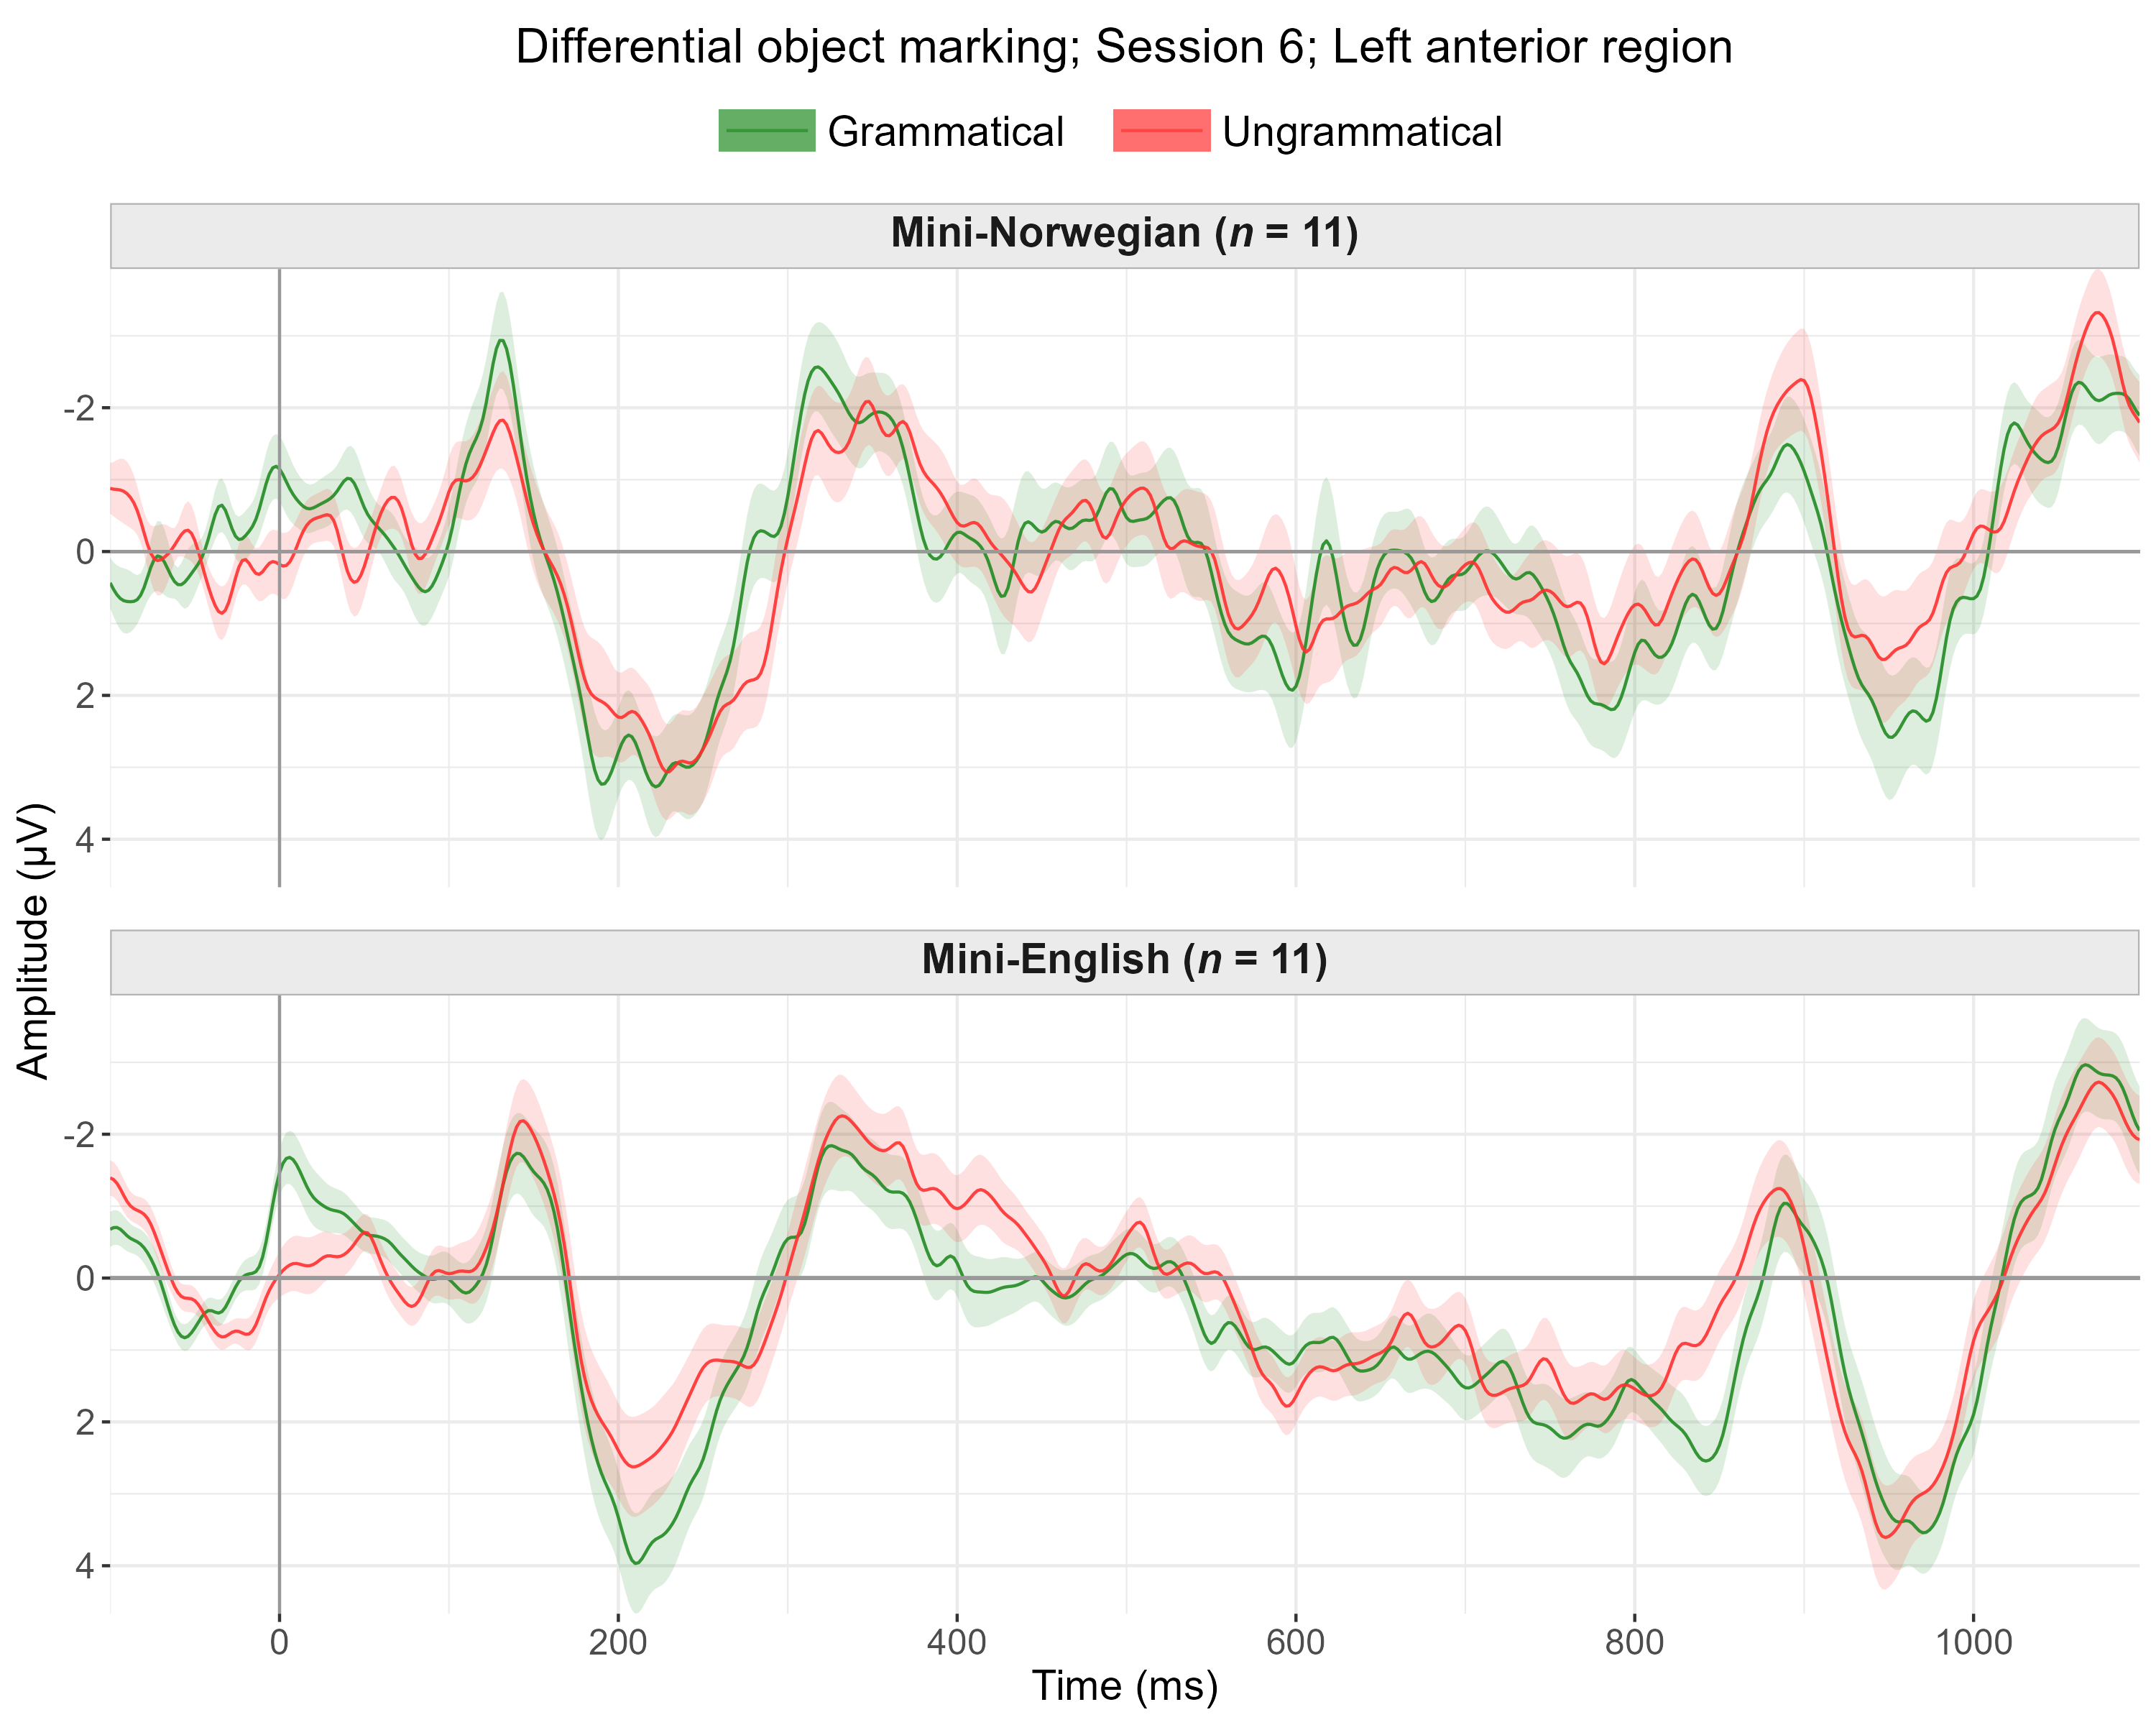 Differential object marking; Session 6; Left anterior region
Grammatical
Ungrammatical
Mini-Norwegian (n = 11)
-2
0
2
4
Amplitude (µV)
Mini-English (n = 11)
-2
0
2
4
0
200
400
600
800
1000
Time (ms)